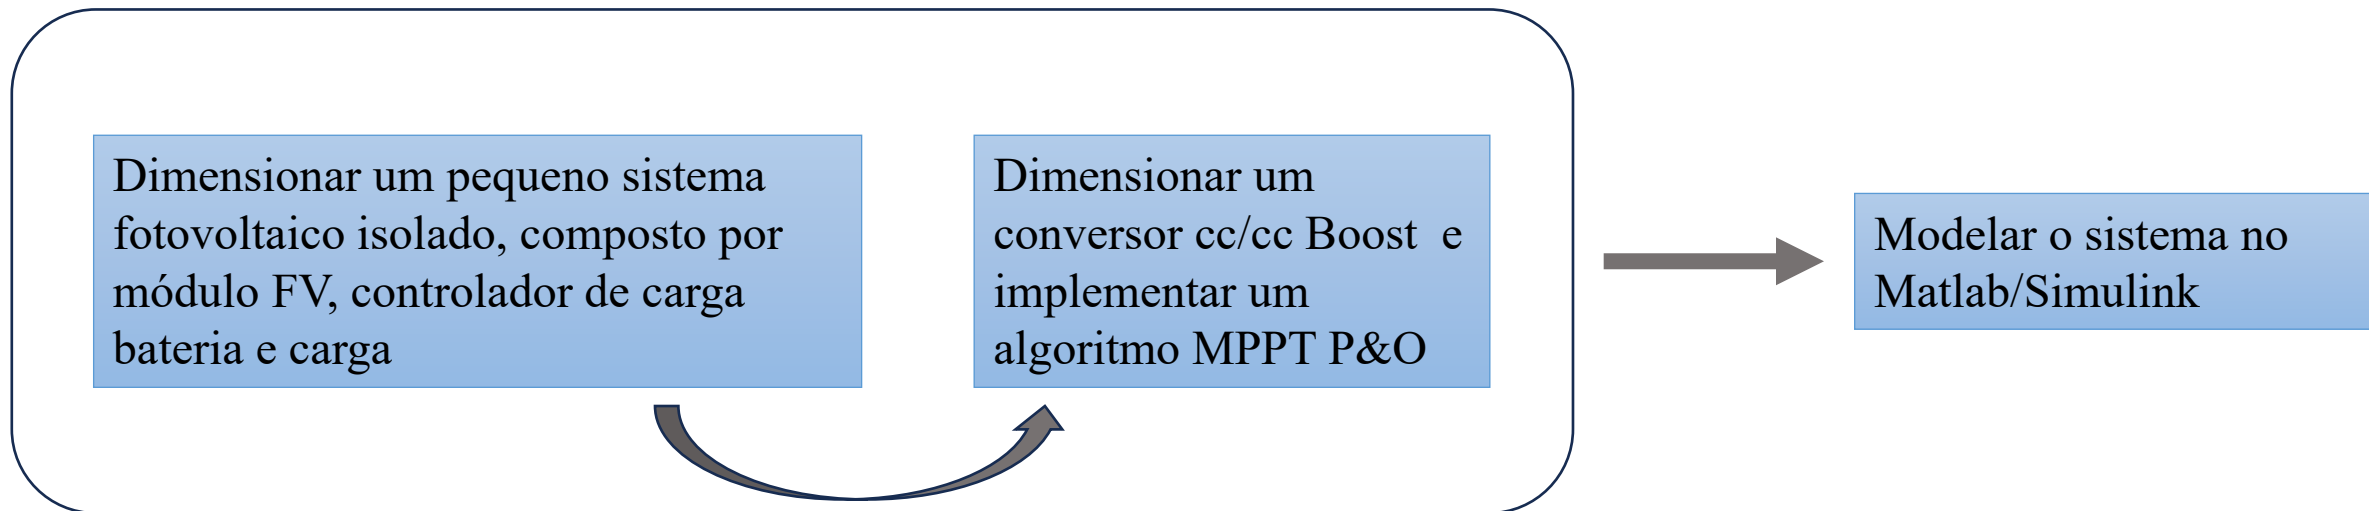 Dimensionar um pequeno sistema
fotovoltaico isolado, composto por
módulo FV, controlador de carga
bateria e carga
Dimensionar um
conversor cc/cc Boost e
implementar um
algoritmo MPPT P&O
Modelar o sistema no
Matlab/Simulink